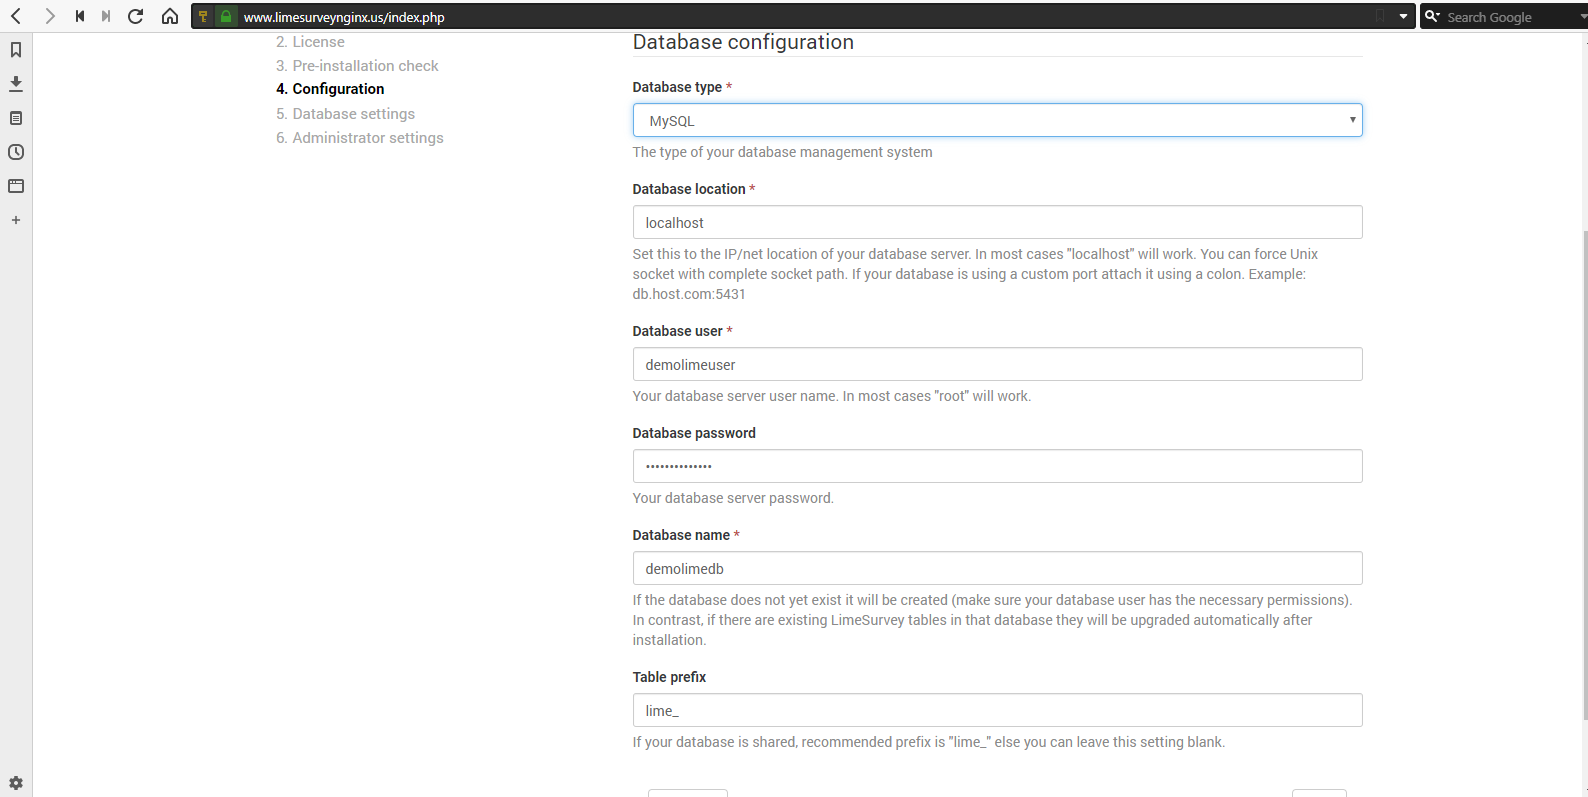 www.limesurveynginx.us/index.php
Search Google
2. License
3. Pre-installation check
4. Configuration
5. Database settings
6. Administrator settings
Database configuration
Database type *
MySQL
The type of your database management system
Database location *
localhost
Set this to the IP/net location of your database server. In most cases "localhost" will work. You can force Unix
socket with complete socket path. If your database is using a custom port attach it using a colon. Example:
db.host.com:5431
Database user *
demolimeuser
Your database server user name. In most cases "root" will work.
Database password
••••••••••••••
Your database server password.
Database name *
demolimedb
If the database does not yet exist it will be created (make sure your database user has the necessary permissions).
In contrast, if there are existing LimeSurvey tables in that database they will be upgraded automatically after
installation.
Table prefix
lime_
If your database is shared, recommended prefix is "lime_" else you can leave this setting blank.